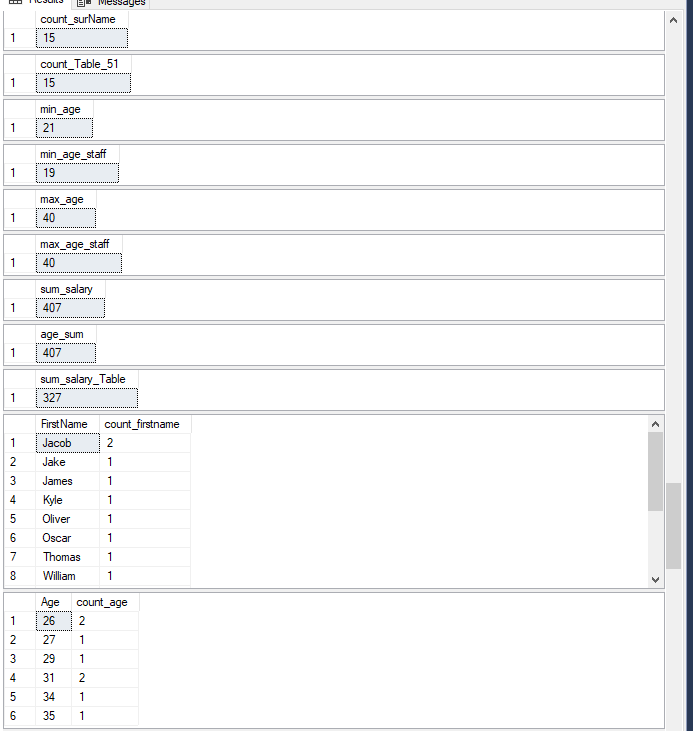 Results Messages
count_surName
1 15
count_Table_51
1 15
min_age
1 21
min_age_staff
1 19
max_age
1 40
max_age_staff
1 40
sum_salary
1 407
age_sum
1 407
sum_salary_Table
1 327
FirstName count_firstname
1 Jacob 2
2 Jake 1
3 James 1
4 Kyle 1
5 Oliver 1
6 Oscar 1
7 Thomas 1
8 William 1
Age count_age
1 26 2
2 27 1
3 29 1
4 31 2
5 34 1
6 35 1